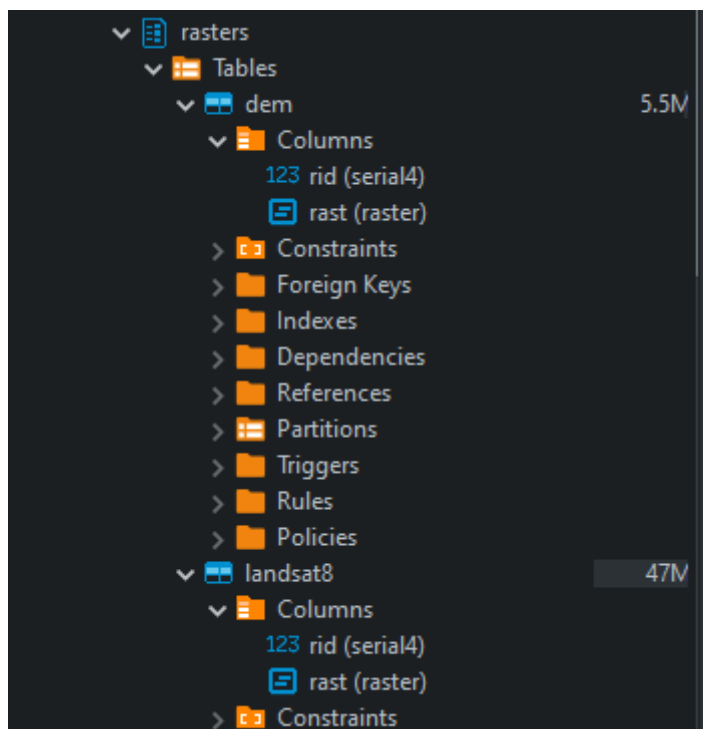 rasters
Tables
dem 5.5M
Columns
123 rid (serial4)
rast (raster)
Constraints
Foreign Keys
Indexes
Dependencies
References
Partitions
Triggers
Rules
Policies
landsat8 47M
Columns
123 rid (serial4)
rast (raster)
Constraints